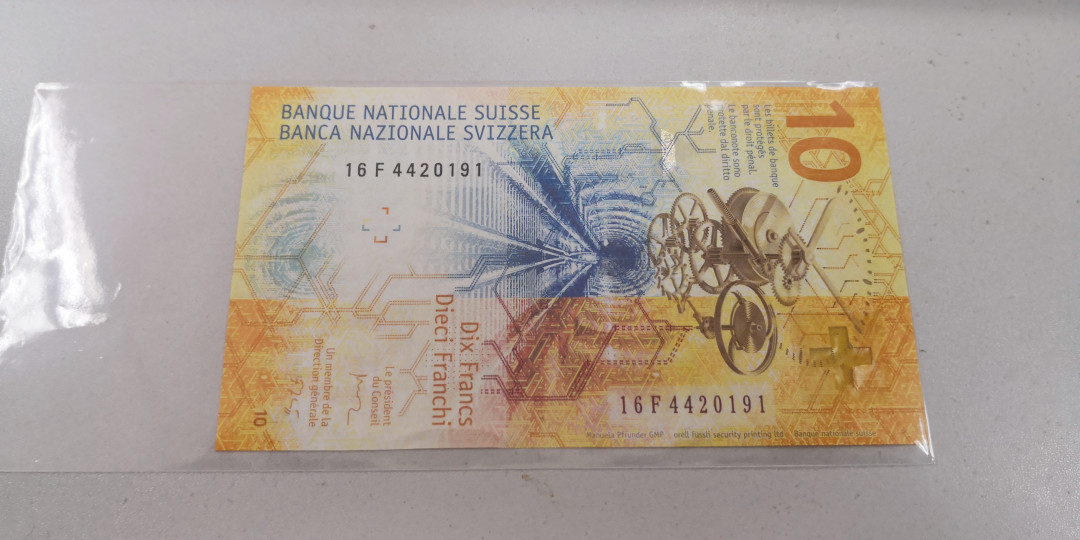 BANQUE NATIONALE SUISSE
BANCA NAZIONALE SVIZZERA
16 F 4420191
10
Les billets de banque
sont protégés
par le droit pénal.
Le banconote sono
protette dal diritto
penale.
Dix Francs
Dieci Franchi
Le président
du Conseil
Un membre de la
Direction générale
10
16 F 4420191
Manuela Pfrunder GMP orell füssli security printing ltd Banque nationale suisse